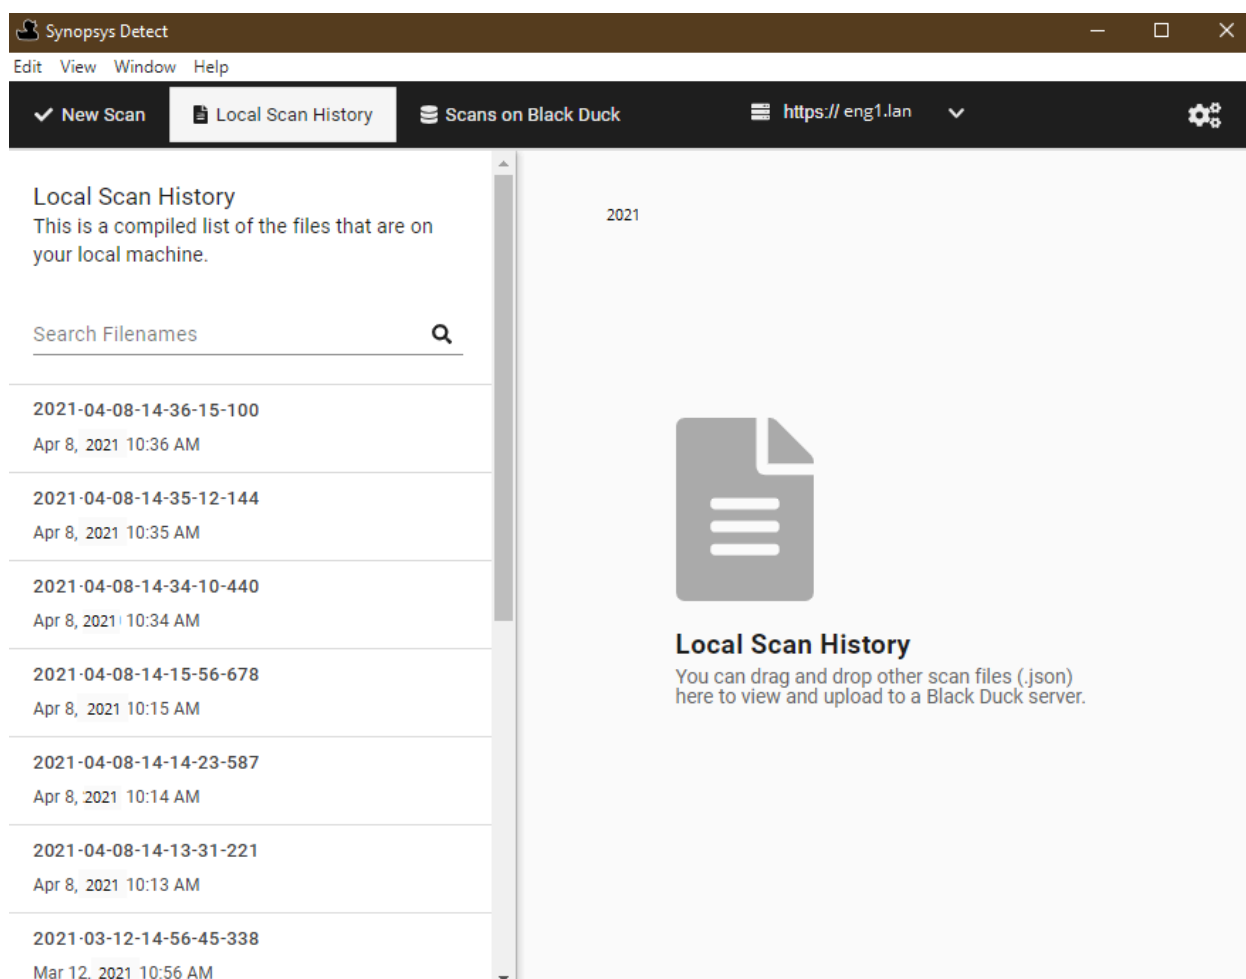 Synopsys Detect
Edit View Window Help
New Scan Local Scan History Scans on Black Duck https:// eng1.lan
Local Scan History
This is a compiled list of the files that are on
your local machine.
Search Filenames
2021-04-08-14-36-15-100
Apr 8, 2021 10:36 AM
2021-04-08-14-35-12-144
Apr 8, 2021 10:35 AM
2021-04-08-14-34-10-440
Apr 8, 2021 10:34 AM
2021-04-08-14-15-56-678
Apr 8, 2021 10:15 AM
2021-04-08-14-14-23-587
Apr 8, 2021 10:14 AM
2021-04-08-14-13-31-221
Apr 8, 2021 10:13 AM
2021-03-12-14-56-45-338
Mar 12, 2021 10:56 AM
2021
Local Scan History
You can drag and drop other scan files (.json)
here to view and upload to a Black Duck server.